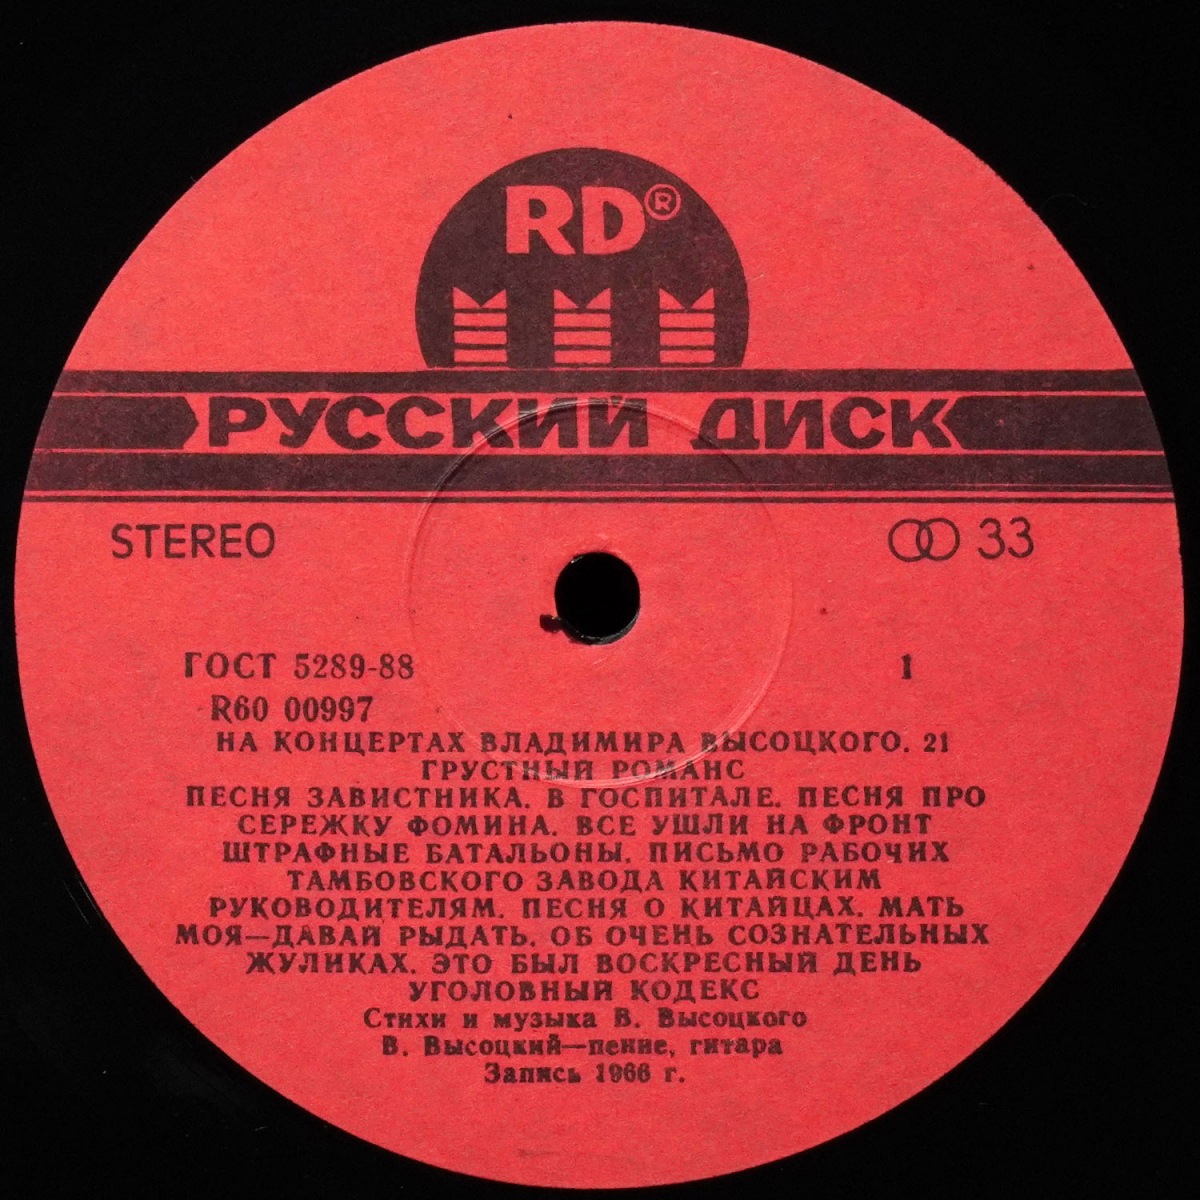 RD®
РУССКИЙ ДИСК
STEREO 33
ГОСТ 5289-88 1
R60 00997
НА КОНЦЕРТАХ ВЛАДИМИРА ВЫСОЦКОГО. 21
ГРУСТНЫЙ РОМАНС
ПЕСНЯ ЗАВИСТНИКА. В ГОСПИТАЛЕ. ПЕСНЯ ПРО
СЕРЕЖКУ ФОМИНА. ВСЕ УШЛИ НА ФРОНТ
ШТРАФНЫЕ БАТАЛЬОНЫ. ПИСЬМО РАБОЧИХ
ТАМБОВСКОГО ЗАВОДА КИТАЙСКИМ
РУКОВОДИТЕЛЯМ. ПЕСНЯ О КИТАЙЦАХ. МАТЬ
МОЯ—ДАВАЙ РЫДАТЬ. ОБ ОЧЕНЬ СОЗНАТЕЛЬНЫХ
ЖУЛИКАХ. ЭТО БЫЛ ВОСКРЕСНЫЙ ДЕНЬ
УГОЛОВНЫЙ КОДЕКС
Стихи и музыка В. Высоцкого
В. Высоцкий—пение, гитара
Запись 1966 г.